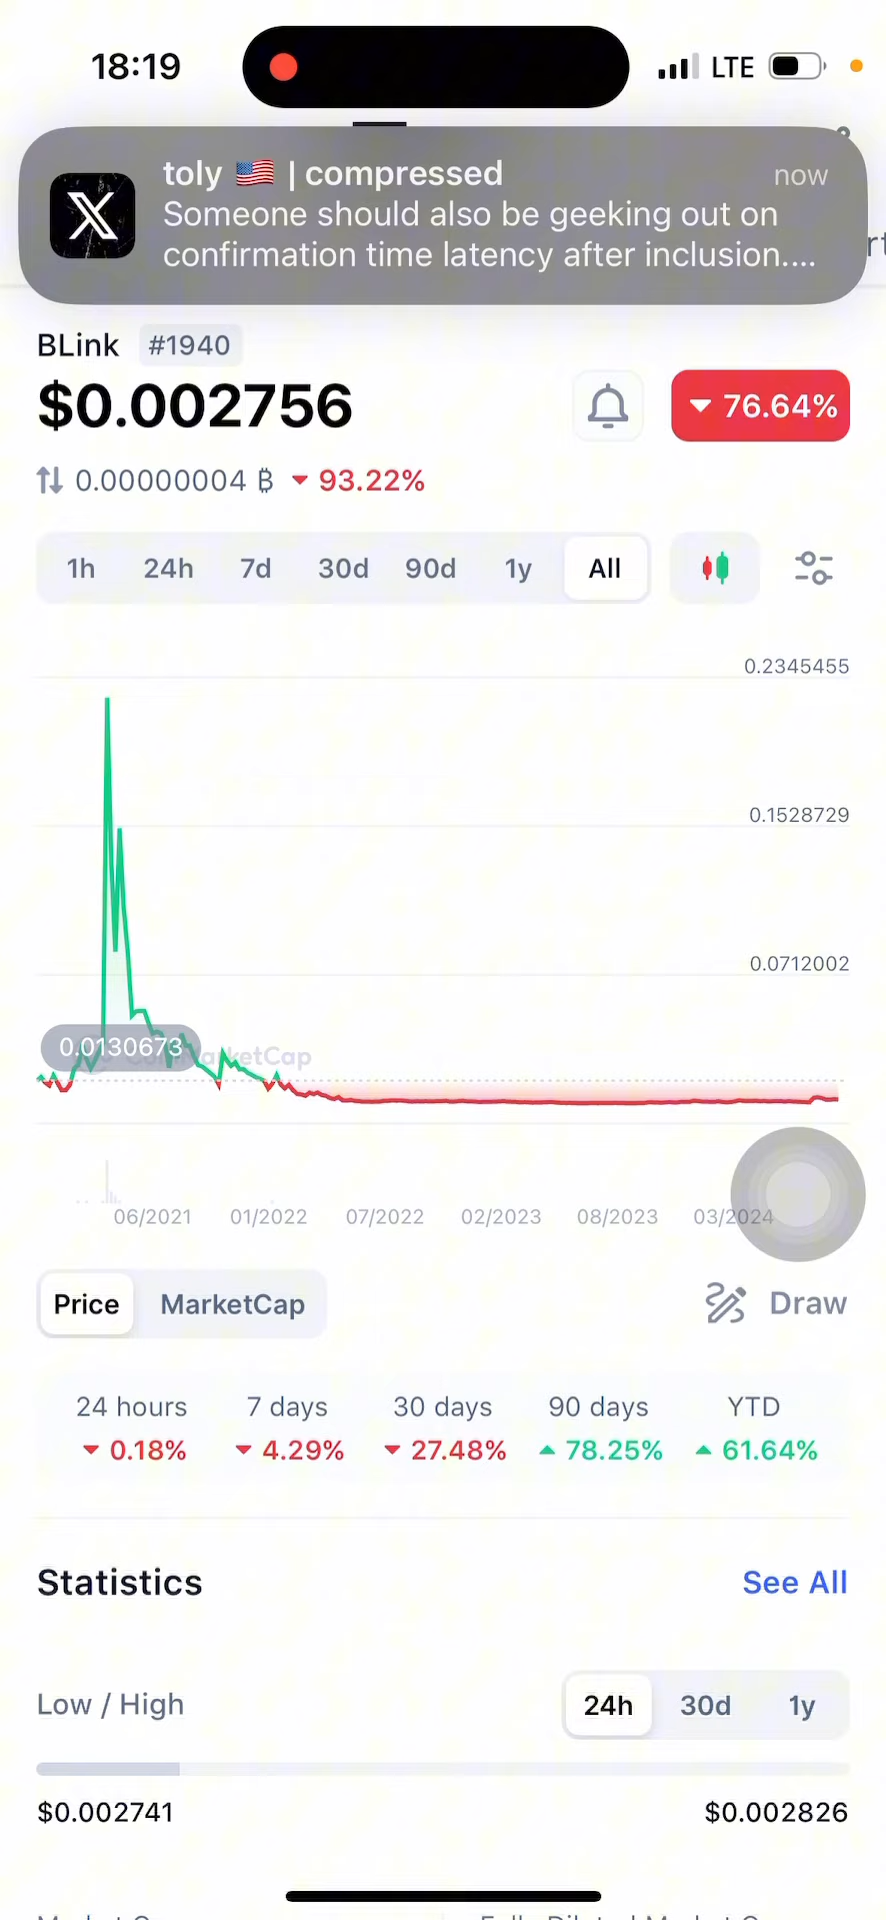 18:19
LTE
toly 🇺🇸 | compressed
now
Someone should also be geeking out on
confirmation time latency after inclusion....
BLink #1940
$0.002756
76.64%
0.00000004 ₿ 93.22%
1h 24h 7d 30d 90d 1y All
0.2345455
0.1528729
0.0712002
0.0130673
06/2021 01/2022 07/2022 02/2023 08/2023 03/2024
Price MarketCap
Draw
24 hours 7 days 30 days 90 days YTD
0.18% 4.29% 27.48% 78.25% 61.64%
Statistics
See All
Low / High
24h 30d 1y
$0.002741
$0.002826